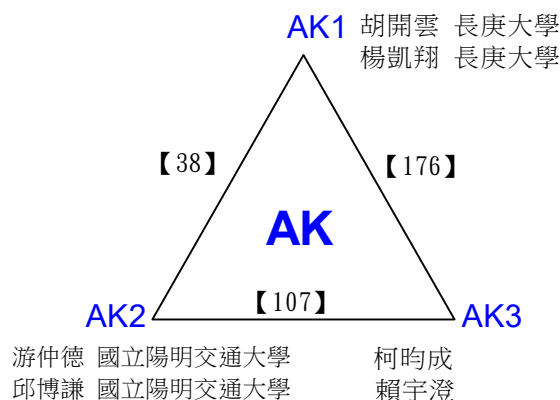 AK1 胡開雲 長庚大學
楊凱翔 長庚大學
【38】
【176】
AK
【107】
AK2
AK3
游仲德 國立陽明交通大學
邱博謙 國立陽明交通大學
柯昀成
賴宇澄